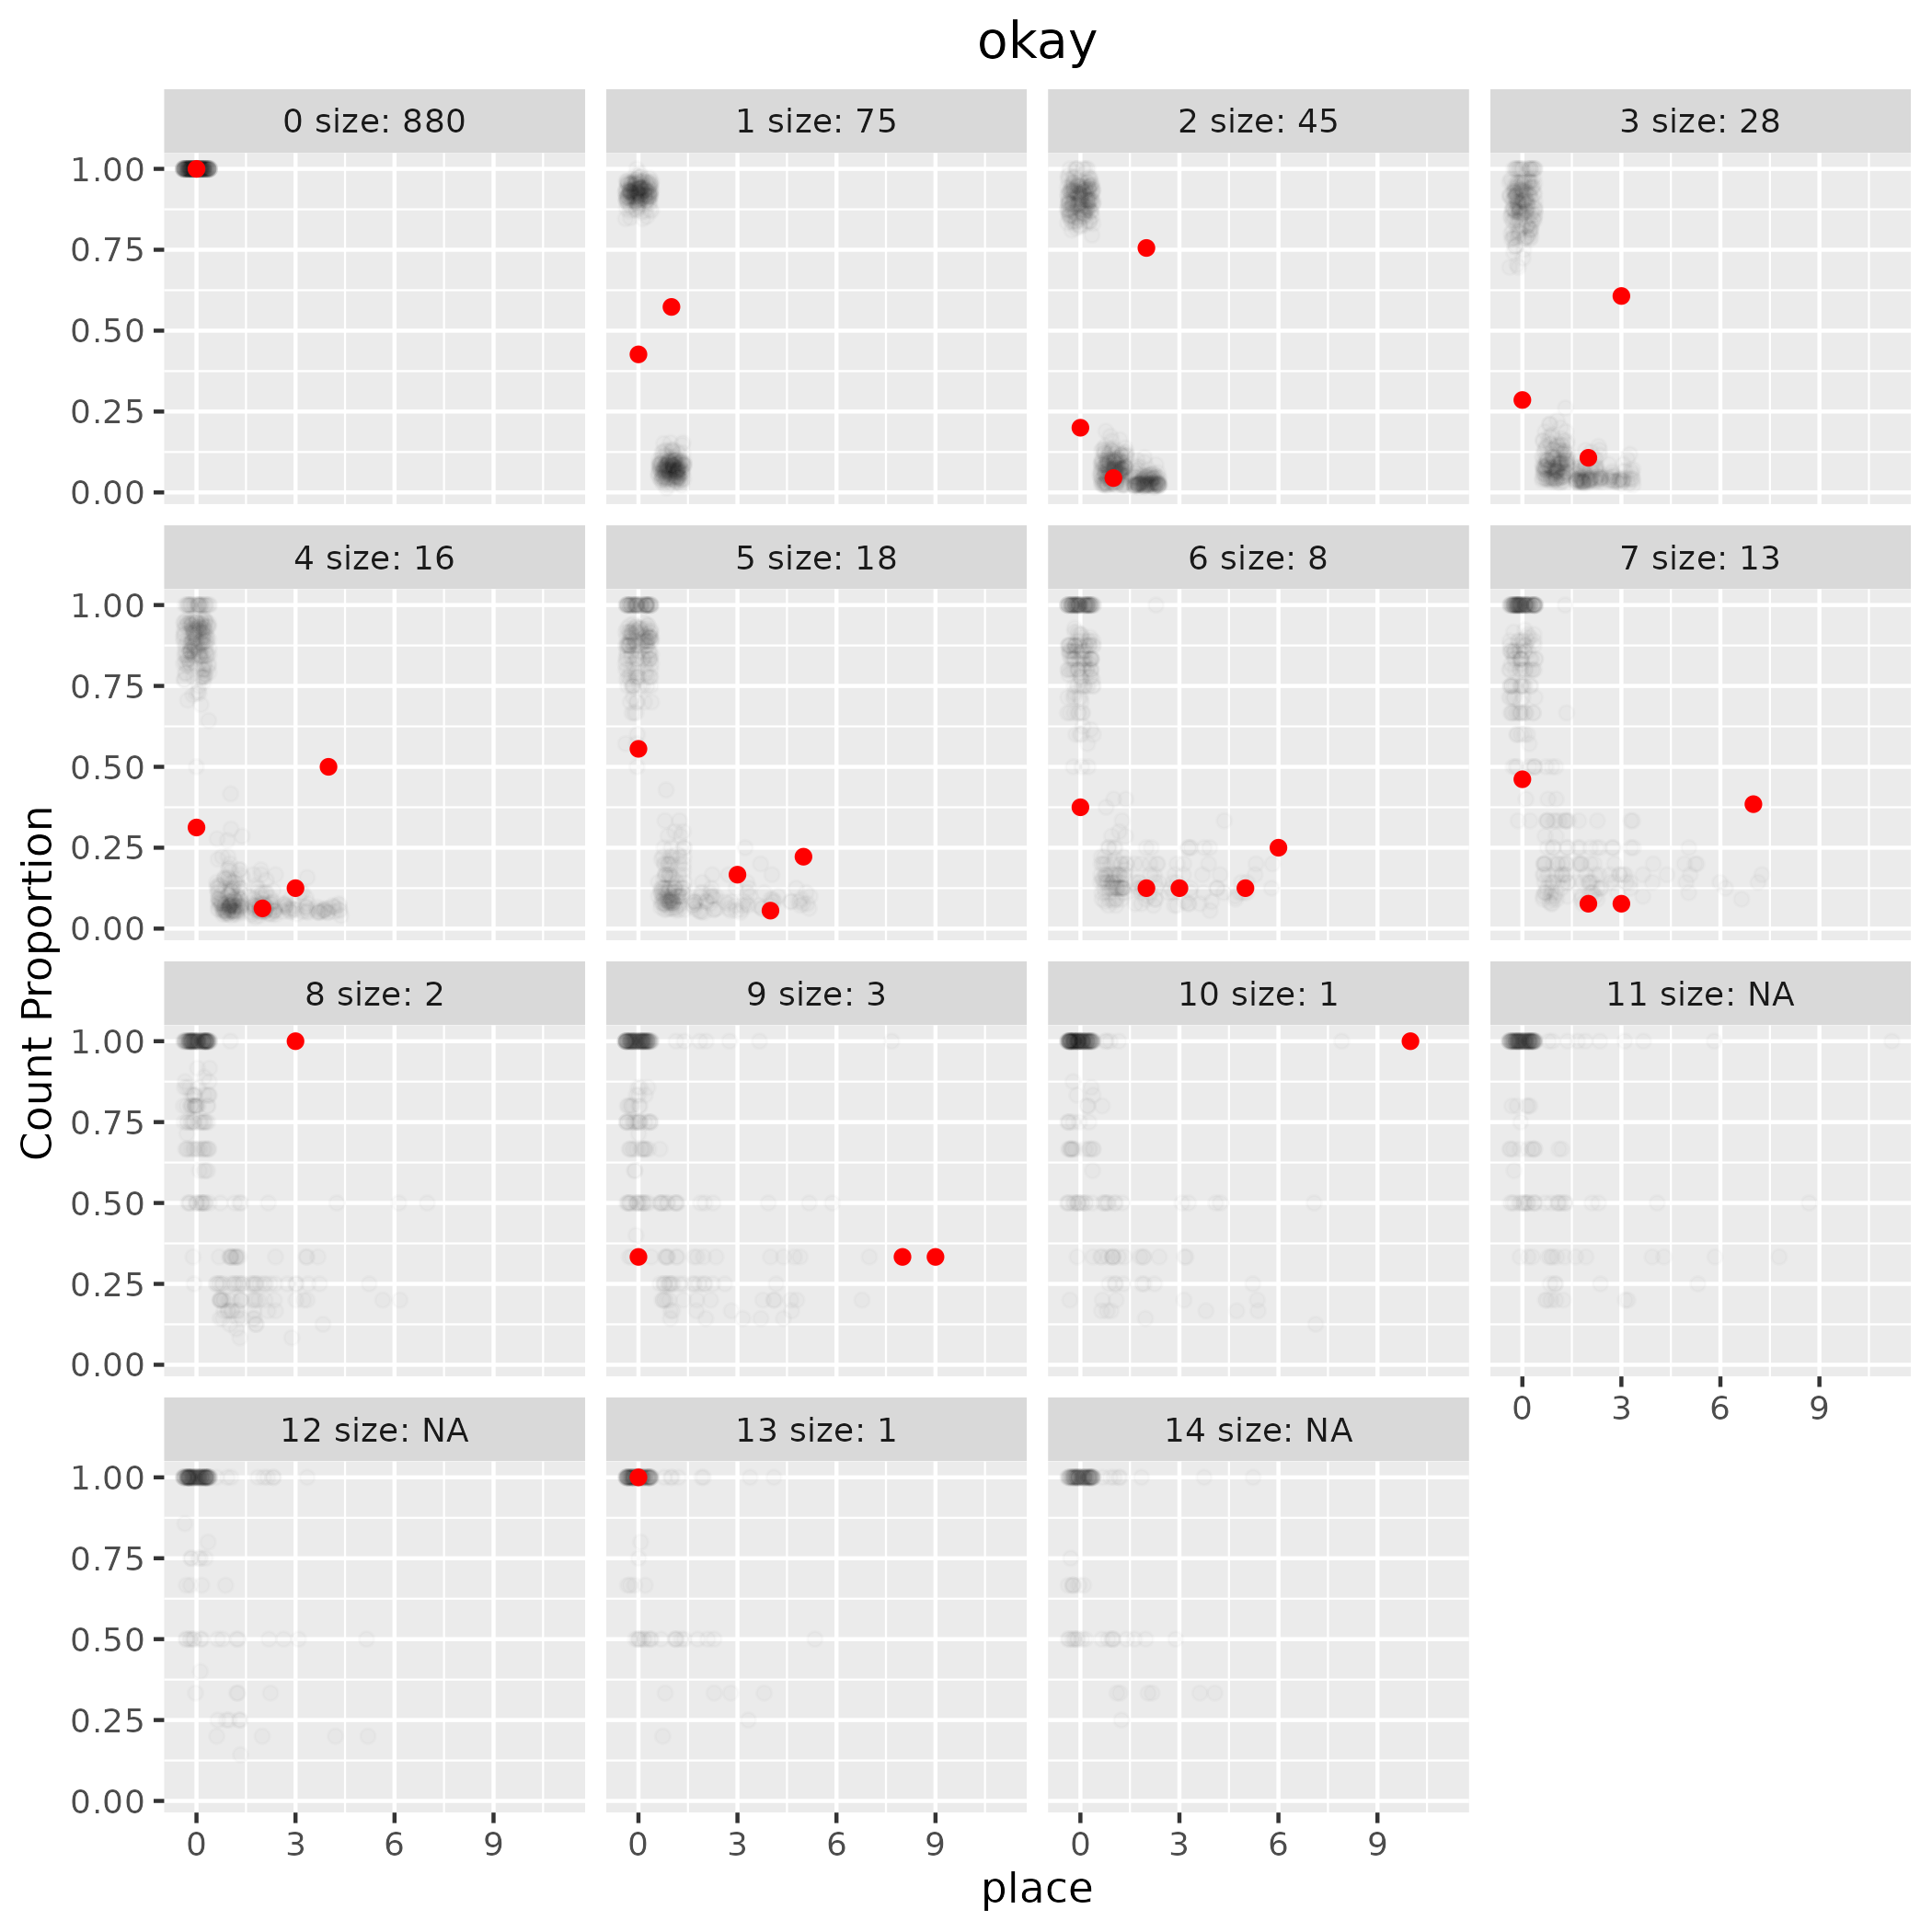 okay
0 size: 880
1 size: 75
2 size: 45
3 size: 28
1.00
0.75
0.50
0.25
0.00
4 size: 16
5 size: 18
6 size: 8
7 size: 13
1.00
0.75
0.50
0.25
0.00
Count Proportion
8 size: 2
9 size: 3
10 size: 1
11 size: NA
1.00
0.75
0.50
0.25
0.00
0 3 6 9
12 size: NA
13 size: 1
14 size: NA
1.00
0.75
0.50
0.25
0.00
0 3 6 9
0 3 6 9
0 3 6 9
place